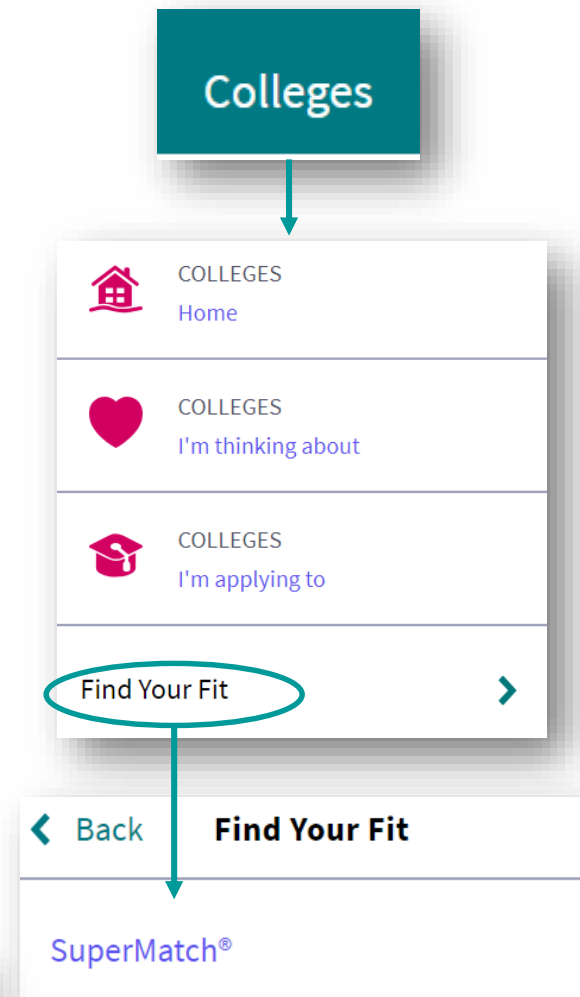 Colleges
COLLEGES
Home
COLLEGES
I'm thinking about
COLLEGES
I'm applying to
Find Your Fit
Back Find Your Fit
SuperMatch®